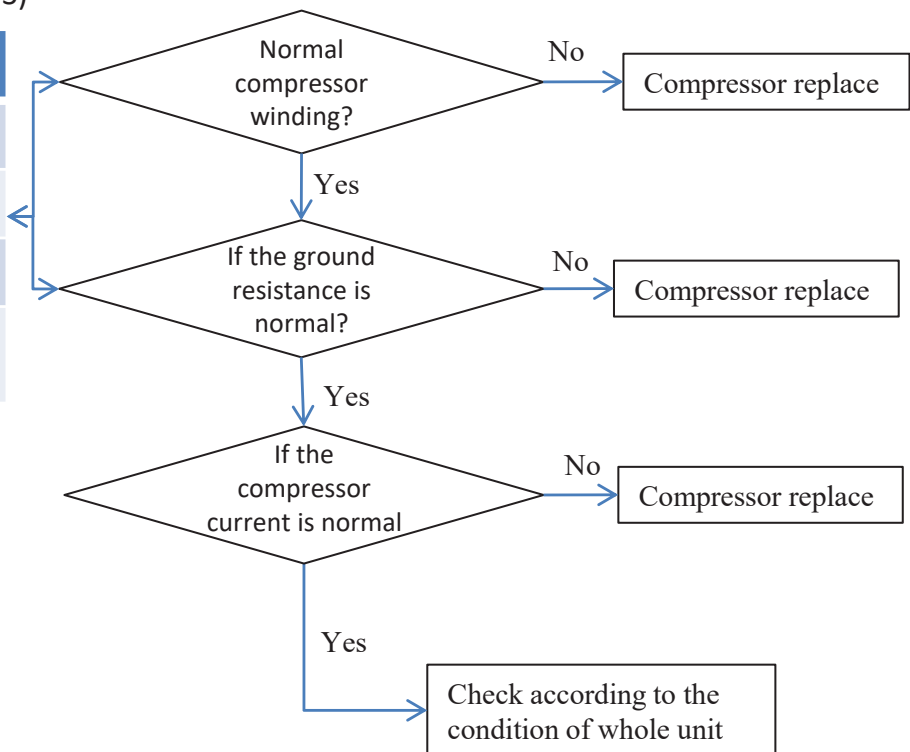 s)
Normal
compressor
winding?
No
Compressor replace
Yes
If the ground
resistance is
normal?
No
Compressor replace
Yes
If the
compressor
current is normal
No
Compressor replace
Yes
Check according to the
condition of whole unit